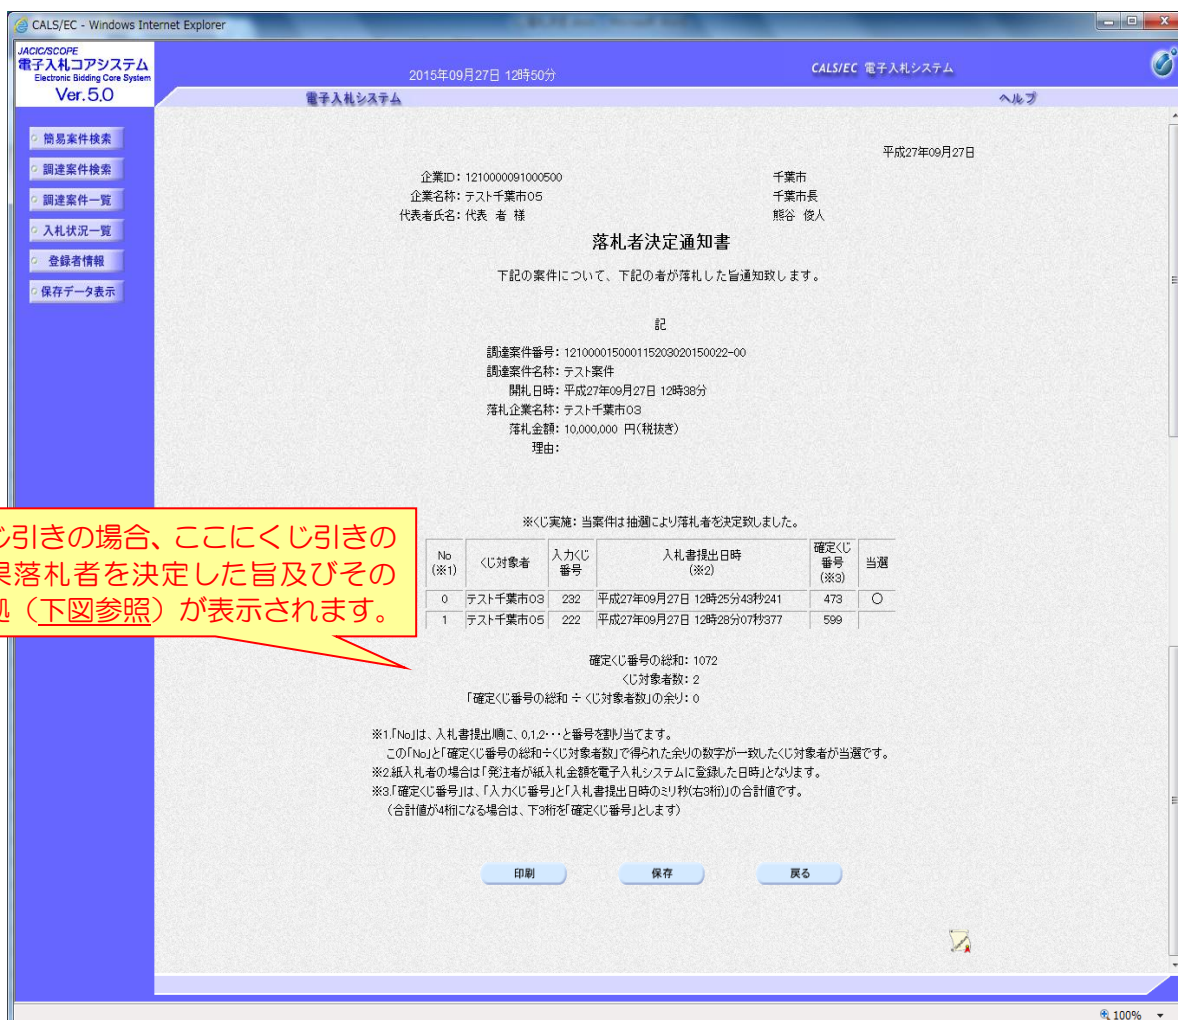 CALS/EC - Windows Internet Explorer
JACIC/SCOPE
電子入札コアシステム
Electronic Bidding Core System
Ver.5.0
2015年09月27日 12時50分
CALS/EC 電子入札システム
電子入札システム
ヘルプ
簡易案件検索
調達案件検索
調達案件一覧
入札状況一覧
登録者情報
保存データ表示
平成27年09月27日
企業ID: 1210000091000500
千葉市
企業名称: テスト千葉市05
千葉市長
代表者氏名: 代表 者 様
熊谷 俊人
落札者決定通知書
下記の案件について、下記の者が落札した旨通知致します。
記
調達案件番号: 12100001500011520302015​0022-00
調達案件名称: テスト案件
開札日時: 平成27年09月27日 12時38分
落札企業名称: テスト千葉市03
落札金額: 10,000,000 円(税抜き)
理由:
じ引きの場合、ここにくじ引きの
果落札者を決定した旨及びその
拠（下図参照）が表示されます。
※くじ実施: 当案件は抽選により落札者を決定致しました。
No (※1) くじ対象者 入力くじ番号 入札書提出日時 (※2) 確定くじ番号 (※3) 当選
0 テスト千葉市03 232 平成27年09月27日 12時25分43秒241 473 ○
1 テスト千葉市05 222 平成27年09月27日 12時28分07秒377 599
確定くじ番号の総和: 1072
くじ対象者数: 2
「確定くじ番号の総和 ÷ くじ対象者数」の余り: 0
※1.「No」は、入札書提出順に、0,1,2・・・と番号を割り当てます。
この「No」と「確定くじ番号の総和÷くじ対象者数」で得られた余りの数字が一致したくじ対象者が当選です。
※2.紙入札者の場合は「発注者が紙入札金額を電子入札システムに登録した日時」となります。
※3.「確定くじ番号」は、「入力くじ番号」と「入札書提出日時のミリ秒(右3桁)」の合計値です。
（合計値が4桁になる場合は、下3桁を「確定くじ番号」とします）
印刷
保存
戻る
100%